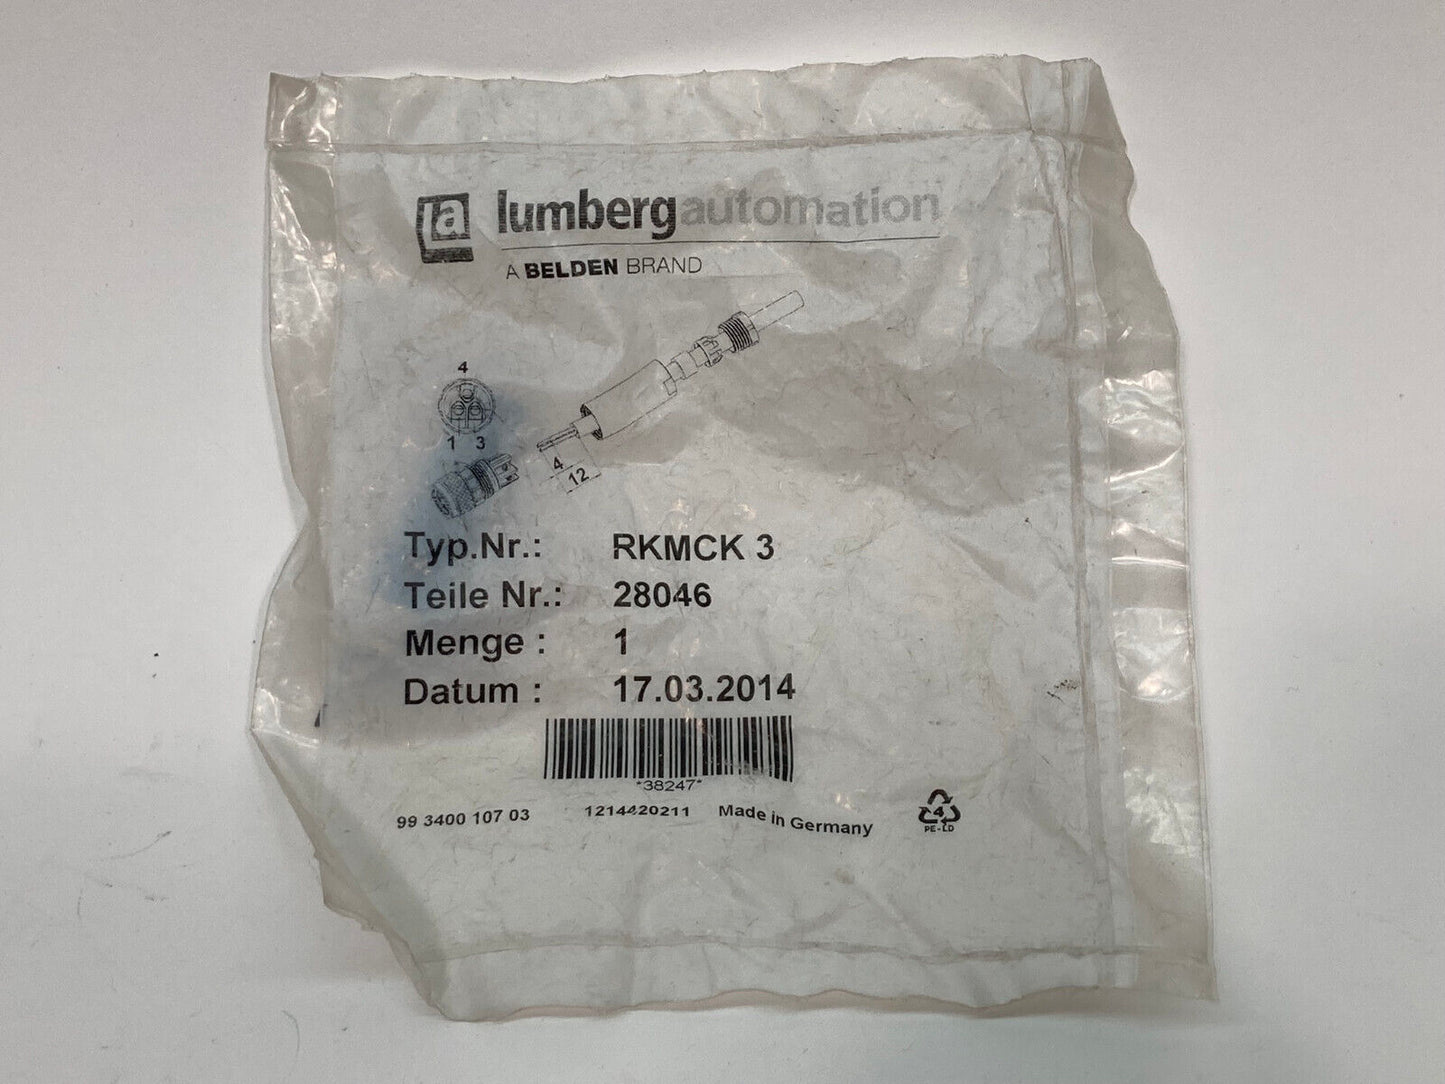 la lumbergautomation
A BELDEN BRAND
4
1 3
4
12
Typ.Nr.: RKMCK 3
Teile Nr.: 28046
Menge : 1
Datum : 17.03.2014
*38247*
99 3400 107 03 1214420211 Made in Germany
4
PE-LD